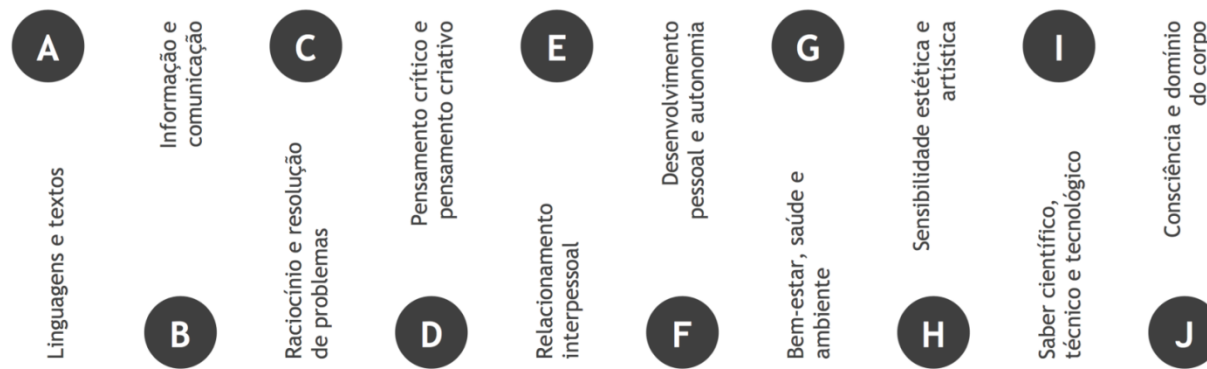 A
Linguagens e textos
Informação e
comunicação
B
C
Raciocínio e resolução
de problemas
Pensamento crítico e
pensamento criativo
D
E
Relacionamento
interpessoal
Desenvolvimento
pessoal e autonomia
F
G
Bem-estar, saúde e
ambiente
Sensibilidade estética e
artística
H
I
Saber científico,
técnico e tecnológico
Consciência e domínio
do corpo
J